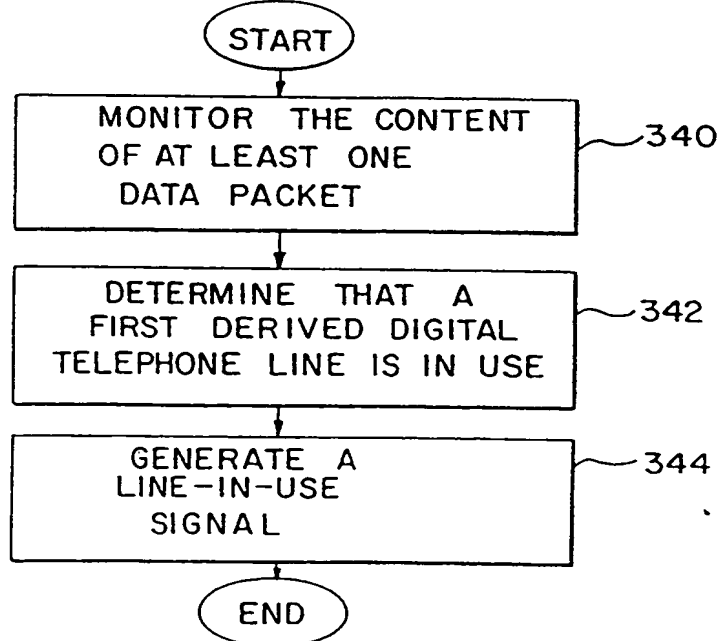 START
MONITOR THE CONTENT
OF AT LEAST ONE
DATA PACKET
340
DETERMINE THAT A
FIRST DERIVED DIGITAL
TELEPHONE LINE IS IN USE
342
GENERATE A
LINE-IN-USE
SIGNAL
344
END